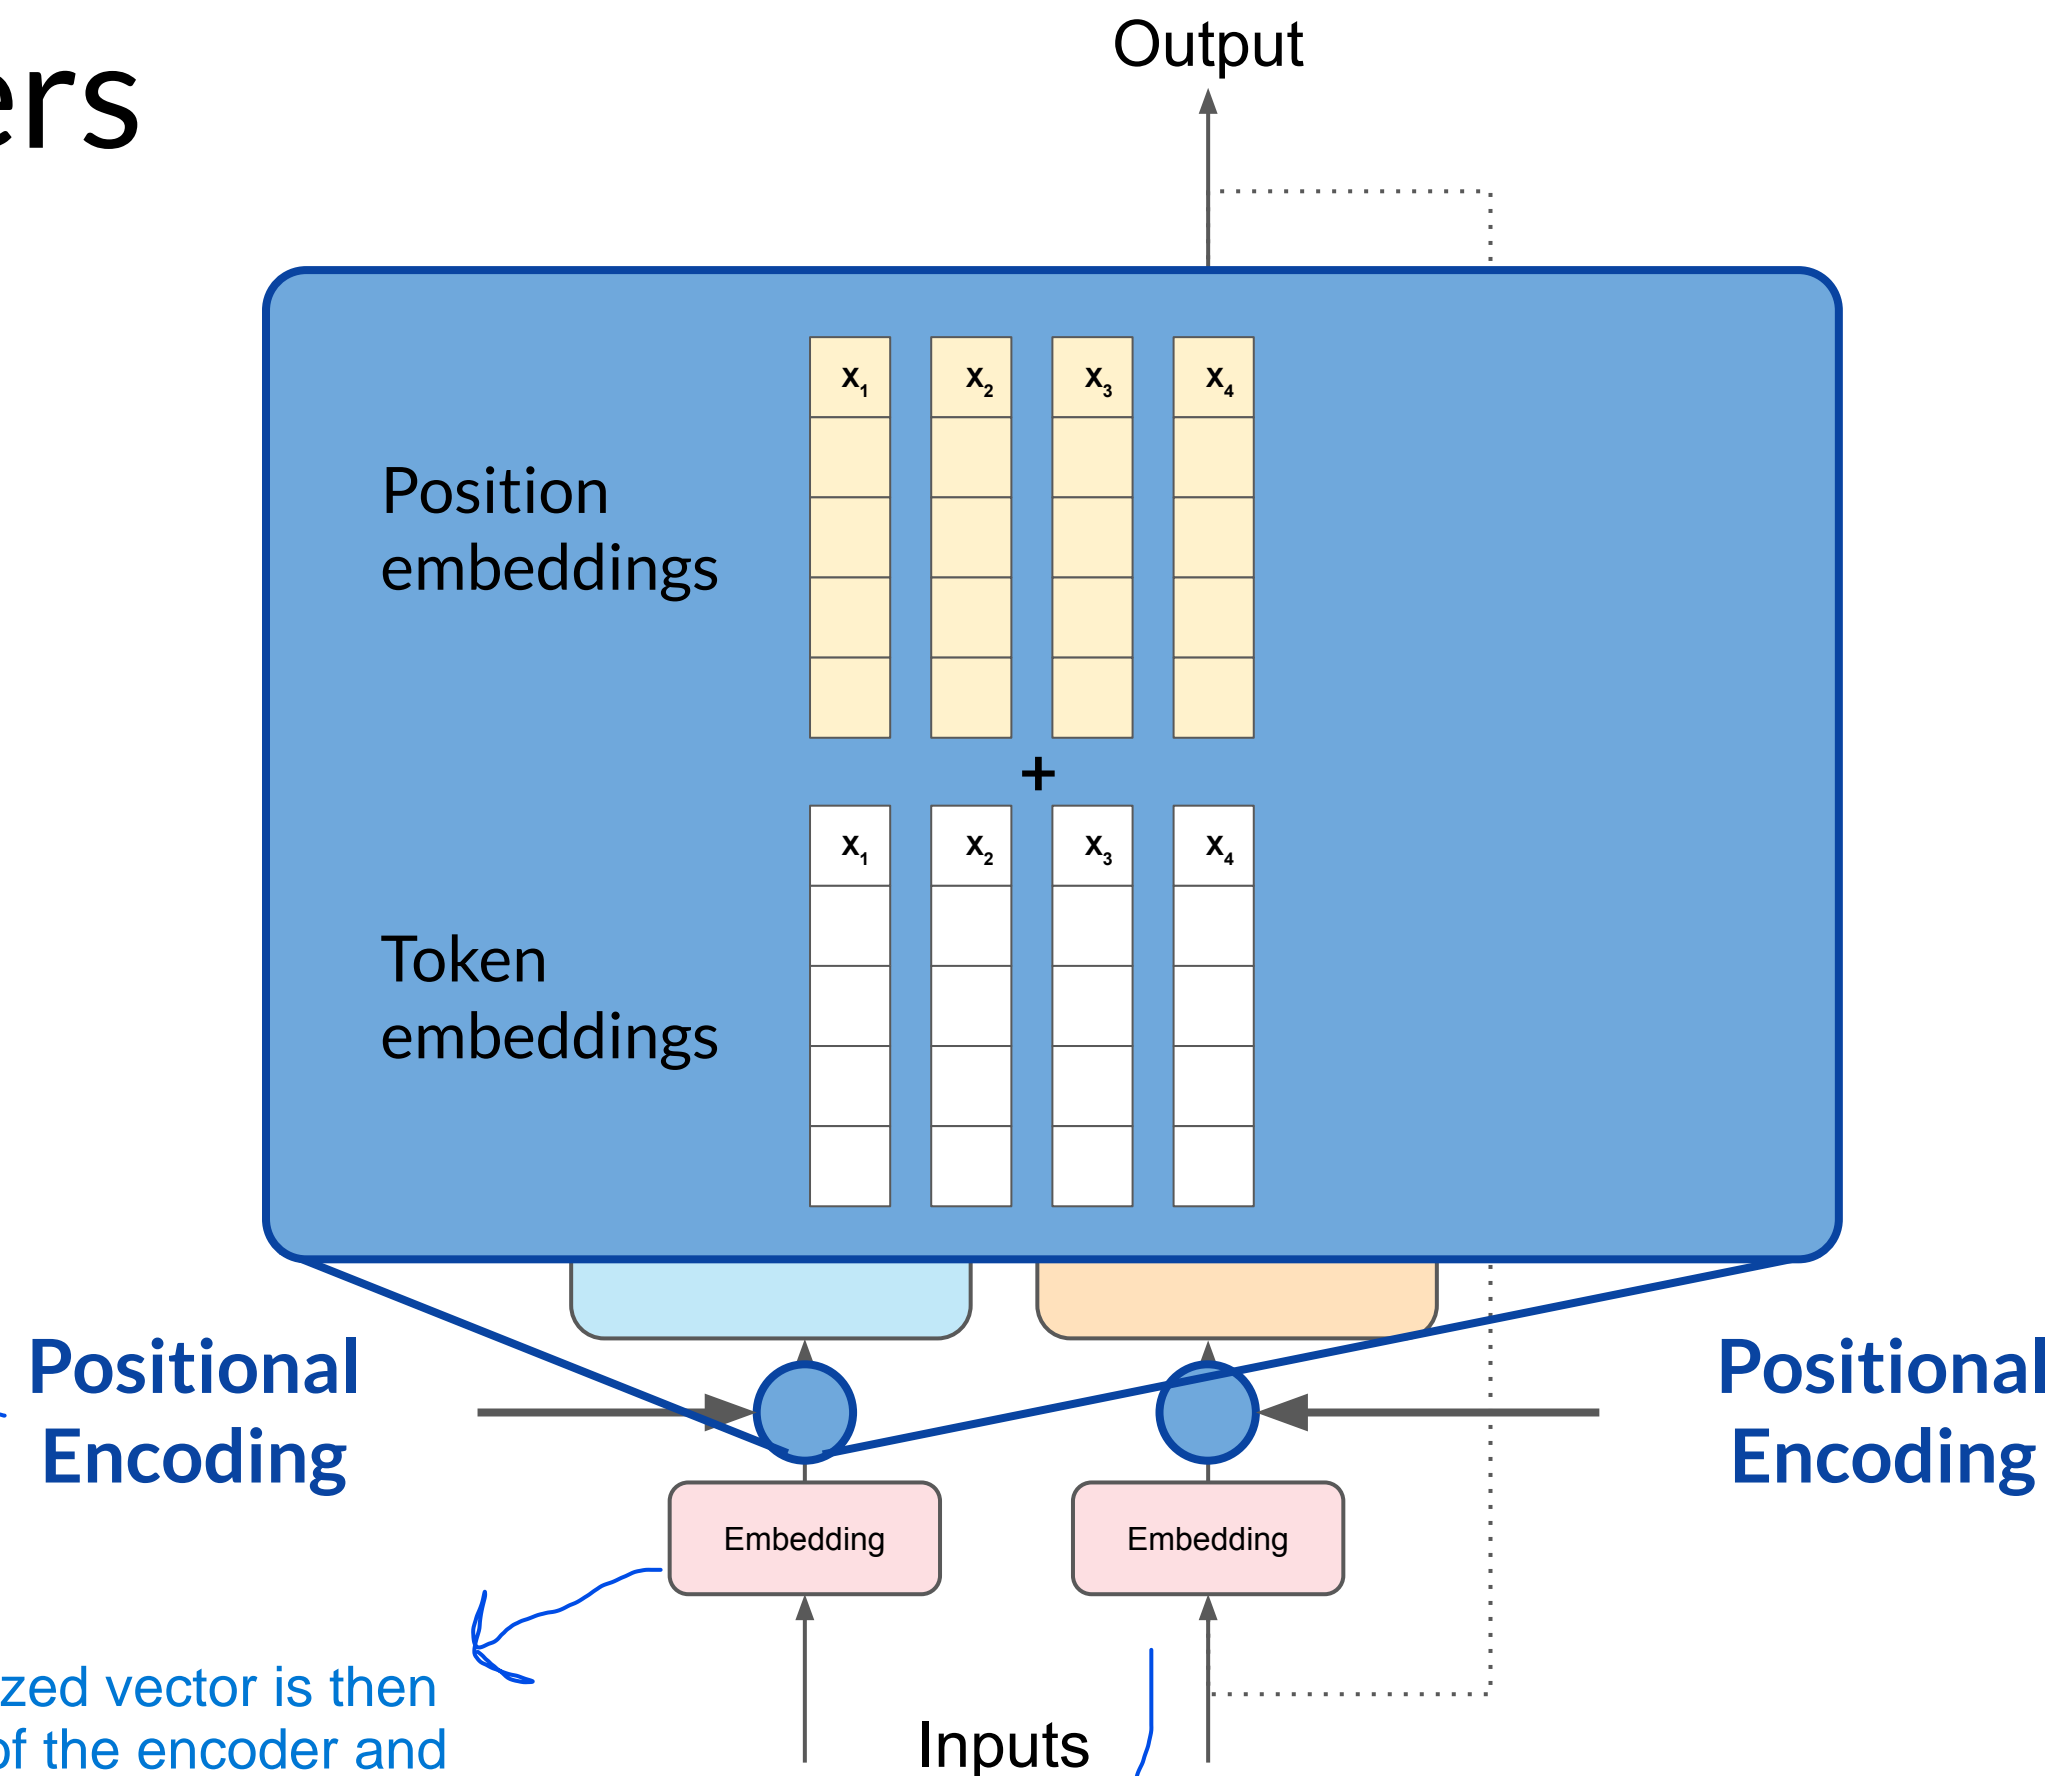 Output
ers
x1 x2 x3 x4
Position
embeddings
+
x1 x2 x3 x4
Token
embeddings
Positional
Encoding
Positional
Encoding
Embedding
Embedding
zed vector is then
of the encoder and
Inputs